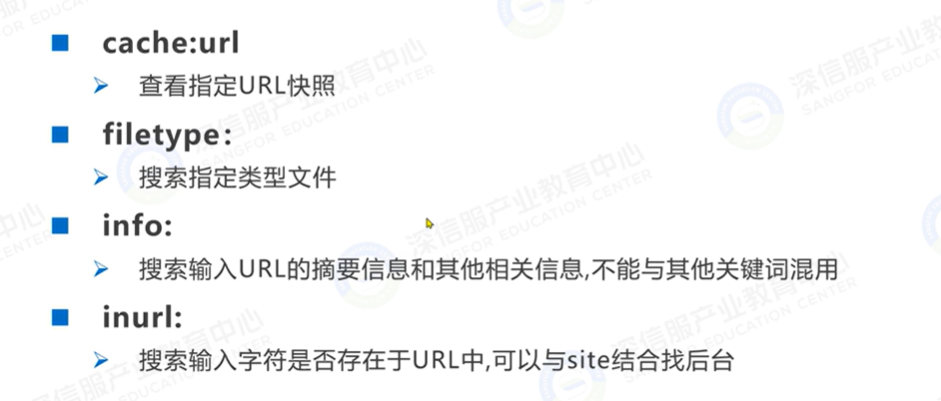 cache:url
查看指定URL快照
filetype:
搜索指定类型文件
info:
搜索输入URL的摘要信息和其他相关信息,不能与其他关键词混用
inurl:
搜索输入字符是否存在于URL中,可以与site结合找后台
深信服产业教育中心
SANGFOR EDUCATION CENTER